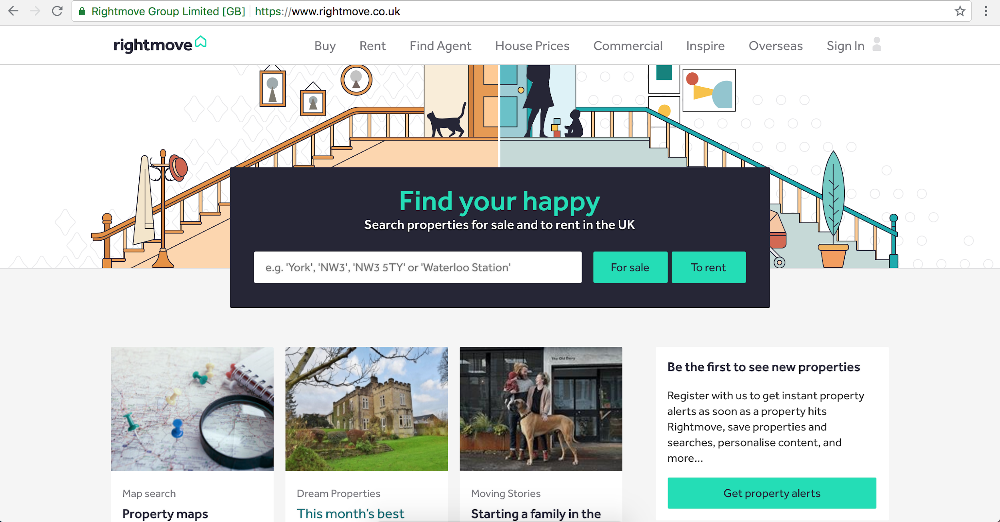 Rightmove Group Limited [GB] https://www.rightmove.co.uk
rightmove Buy Rent Find Agent House Prices Commercial Inspire Overseas Sign In
Find your happy
Search properties for sale and to rent in the UK
e.g. 'York', 'NW3', 'NW3 5TY' or 'Waterloo Station' For sale To rent
The Old Dairy
Be the first to see new properties
Register with us to get instant property
alerts as soon as a property hits
Rightmove, save properties and
searches, personalise content, and
more...
Get property alerts
Map search
Property maps
Dream Properties
This month's best
Moving Stories
Starting a family in the